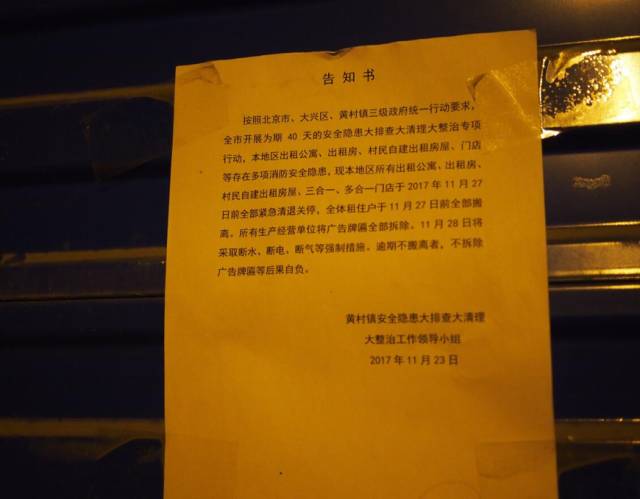 告知书
按照北京市、大兴区、黄村镇三级政府统一行动要求，
全市开展为期 40 天的安全隐患大排查大清理大整治专项
行动，本地区出租公寓、出租房、村民自建出租房屋、门店
等存在多项消防安全隐患，现本地区所有出租公寓、出租房、
村民自建出租房屋、三合一、多合一门店于 2017 年 11 月 27
日前全部紧急清退关停，全体租住户于 11 月 27 日前全部搬
离。所有生产经营单位将广告牌匾全部拆除。11 月 28 日将
采取断水、断电、断气等强制措施。逾期不搬离者，不拆除
广告牌匾等后果自负。
黄村镇安全隐患大排查大清理
大整治工作领导小组
2017 年 11 月 23 日